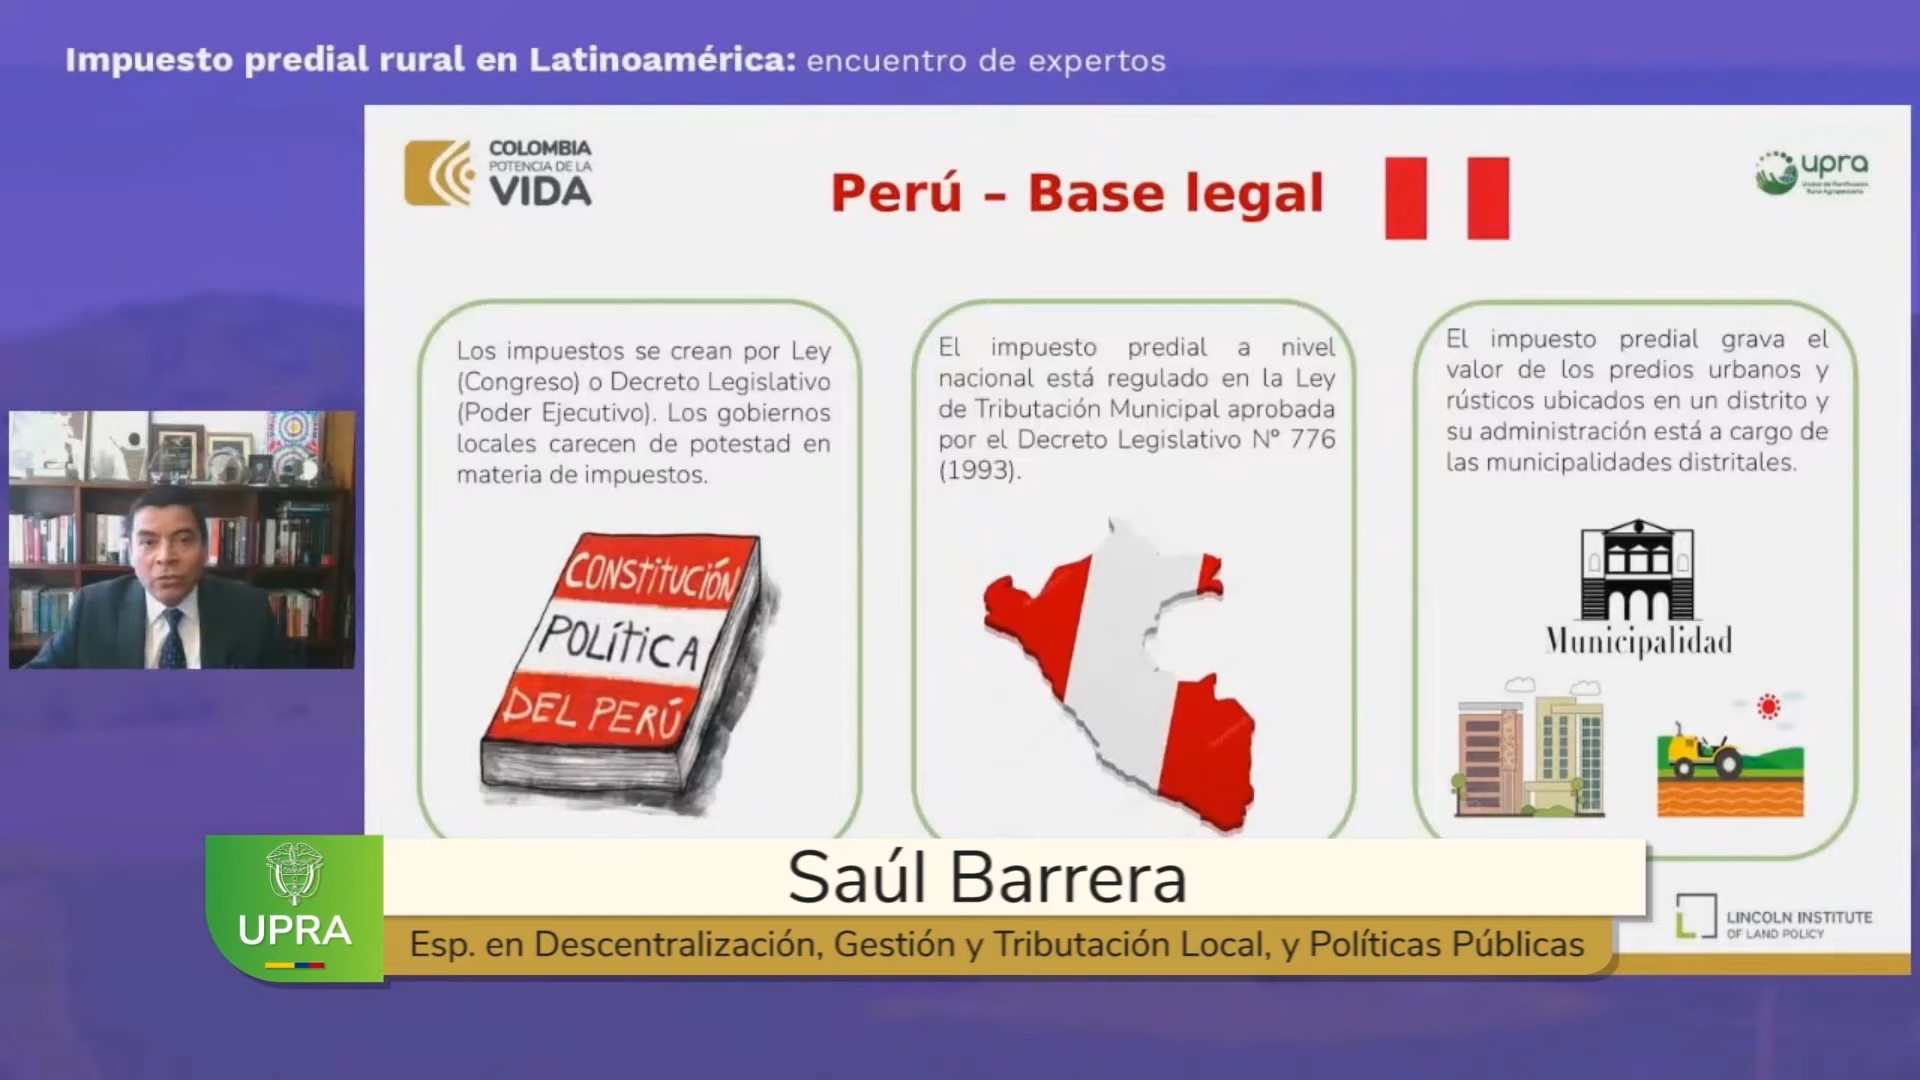 Impuesto predial rural en Latinoamérica: encuentro de expertos
COLOMBIA
POTENCIA DE LA
VIDA
Perú – Base legal
upra
Los impuestos se crean por Ley
(Congreso) o Decreto Legislativo
(Poder Ejecutivo). Los gobiernos
locales carecen de potestad en
materia de impuestos.
CONSTITUCIÓN
POLÍTICA
DEL PERÚ
El impuesto predial a nivel
nacional está regulado en la Ley
de Tributación Municipal aprobada
por el Decreto Legislativo Nº 776
(1993).
El impuesto predial grava el
valor de los predios urbanos y
rústicos ubicados en un distrito y
su administración está a cargo de
las municipalidades distritales.
Municipalidad
UPRA
Saúl Barrera
Esp. en Descentralización, Gestión y Tributación Local, y Políticas Públicas
LINCOLN INSTITUTE
OF LAND POLICY